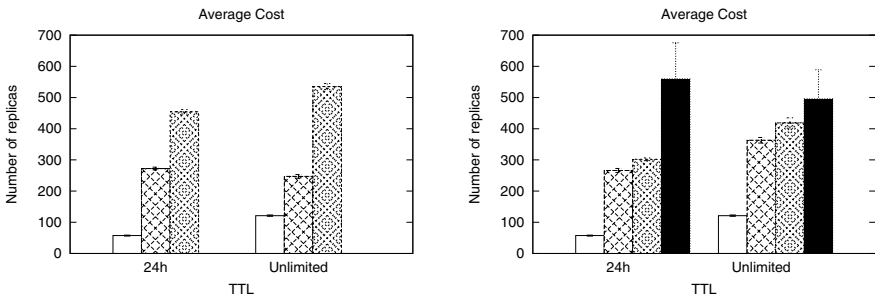 Average Cost
Number of replicas
700
600
500
400
300
200
100
0
24h
Unlimited
TTL
Average Cost
Number of replicas
700
600
500
400
300
200
100
0
24h
Unlimited
TTL